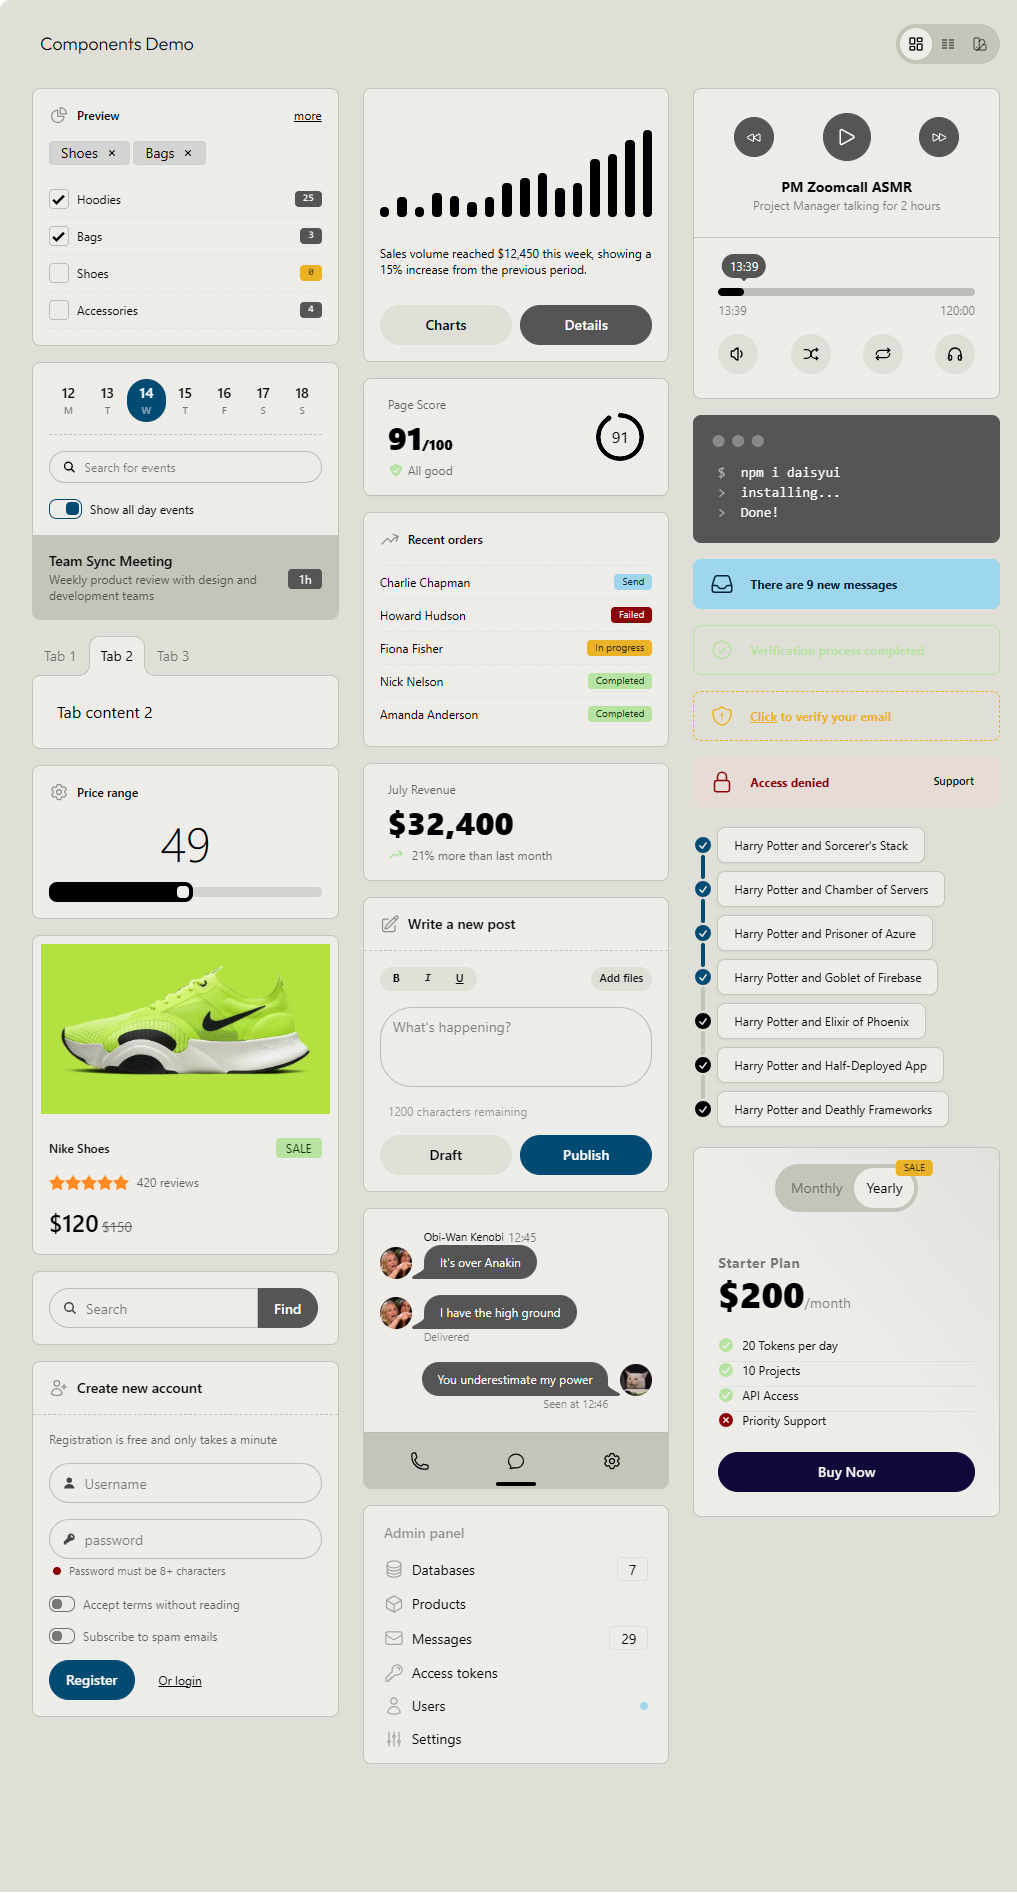 Components Demo
Preview
more
Shoes ×
Bags ×
Hoodies
25
Bags
3
Shoes
0
Accessories
4
12 13 14 15 16 17 18
M T W T F S S
Search for events
Show all day events
Team Sync Meeting
Weekly product review with design and
development teams
1h
Tab 1
Tab 2
Tab 3
Tab content 2
Price range
49
Nike Shoes
SALE
420 reviews
$120 $150
Search
Find
Create new account
Registration is free and only takes a minute
Username
password
Password must be 8+ characters
Accept terms without reading
Subscribe to spam emails
Register
Or login
Sales volume reached $12,450 this week, showing a
15% increase from the previous period.
Charts
Details
Page Score
91/100
All good
91
Recent orders
Charlie Chapman
Send
Howard Hudson
Failed
Fiona Fisher
In progress
Nick Nelson
Completed
Amanda Anderson
Completed
July Revenue
$32,400
21% more than last month
Write a new post
B I U
Add files
What's happening?
1200 characters remaining
Draft
Publish
Obi-Wan Kenobi 12:45
It's over Anakin
I have the high ground
Delivered
You underestimate my power
Seen at 12:46
Admin panel
Databases
7
Products
Messages
29
Access tokens
Users
Settings
PM Zoomcall ASMR
Project Manager talking for 2 hours
13:39
13:39
120:00
$ npm i daisyui
> installing...
> Done!
There are 9 new messages
Verification process completed
Click to verify your email
Access denied
Support
Harry Potter and Sorcerer's Stack
Harry Potter and Chamber of Servers
Harry Potter and Prisoner of Azure
Harry Potter and Goblet of Firebase
Harry Potter and Elixir of Phoenix
Harry Potter and Half-Deployed App
Harry Potter and Deathly Frameworks
SALE
Monthly
Yearly
Starter Plan
$200/month
20 Tokens per day
10 Projects
API Access
Priority Support
Buy Now